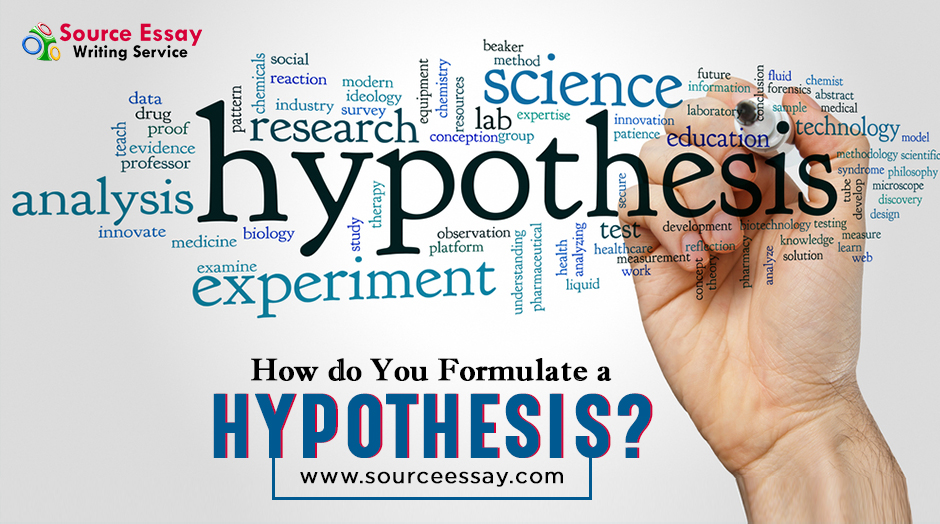 Source Essay
Writing Service
data
drug
proof
teach
evidence
professor
pattern
chemicals
social
reaction
industry
modern
ideology
survey
equipment
chemistry
resources
beaker
method
science
lab
expertise
conception
group
research
hypothesis
future
information
laboratory
conclusion
fluid
forensics
sample
chemist
abstract
medical
innovation
patience
education
technology
model
methodology
scientific
syndrome
philosophy
tube
develop
microscope
discovery
design
analysis
innovate
medicine
biology
study
therapy
observation
platform
understanding
pharmaceutical
health
analyzing
liquid
secure
test
healthcare
measurement
work
development
reflection
concept
theory
pharmacy
biotechnology
testing
analyze
knowledge
solution
measure
learn
web
examine
experiment
How do You Formulate a
HYPOTHESIS?
www.sourceessay.com